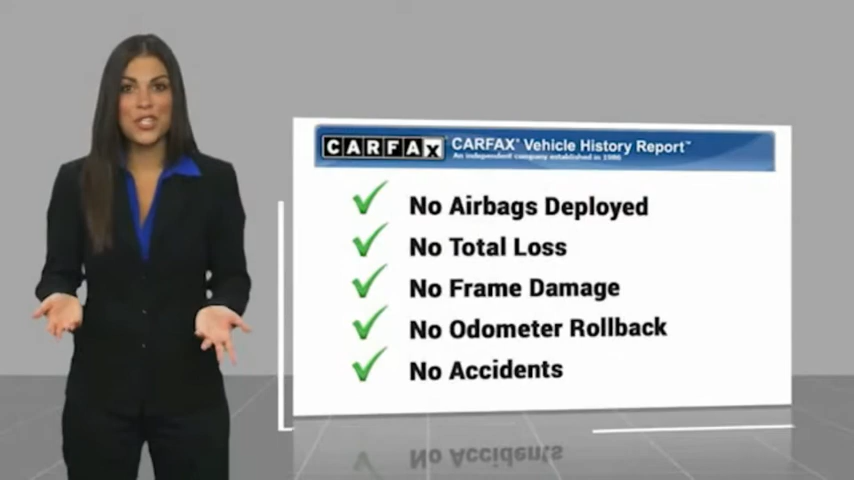 CARFAX CARFAX Vehicle History Report™
An independent company established in 1986
No Airbags Deployed
No Total Loss
No Frame Damage
No Odometer Rollback
No Accidents
No Accidents